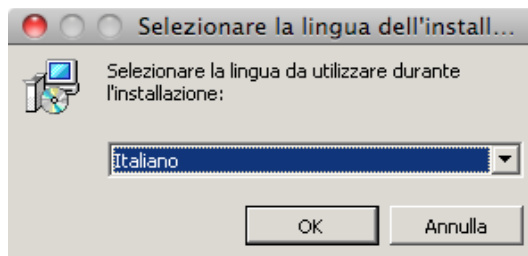 Selezionare la lingua dell'install...
Selezionare la lingua da utilizzare durante
l'installazione:
Italiano
OK Annulla